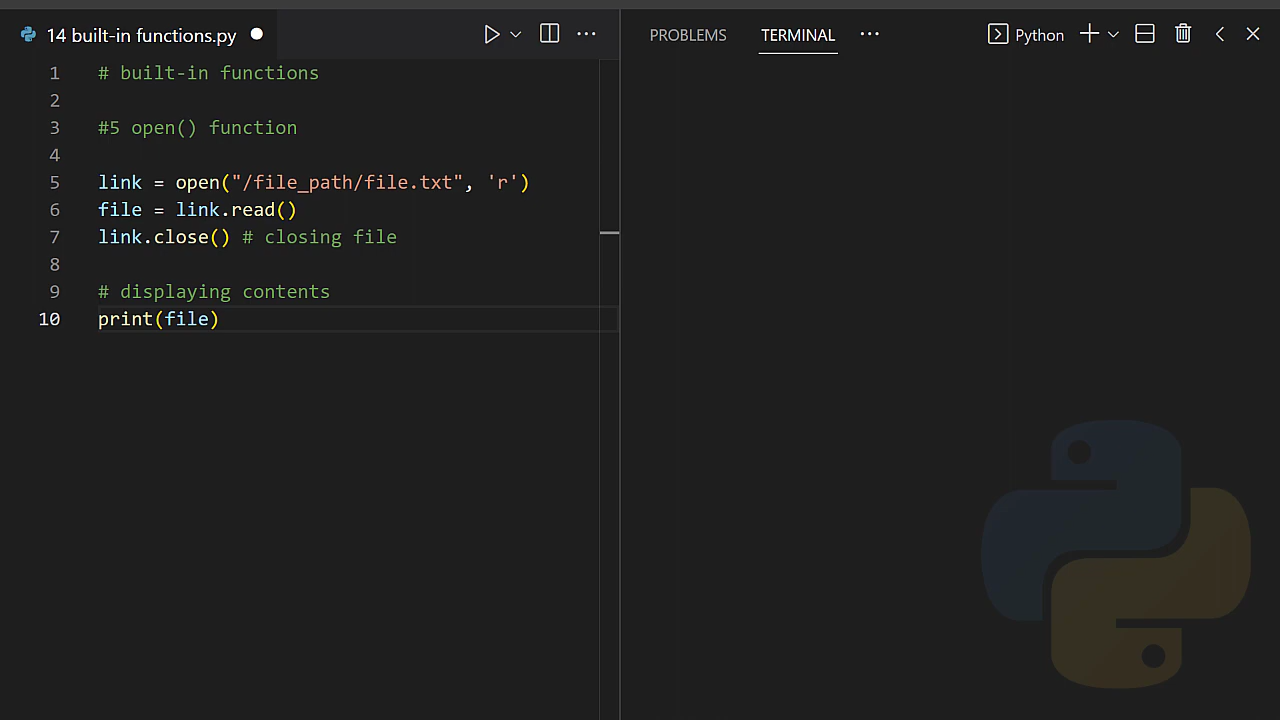 14 built-in functions.py
PROBLEMS TERMINAL Python
1 # built-in functions
2
3 #5 open() function
4
5 link = open("/file_path/file.txt", 'r')
6 file = link.read()
7 link.close() # closing file
8
9 # displaying contents
10 print(file)